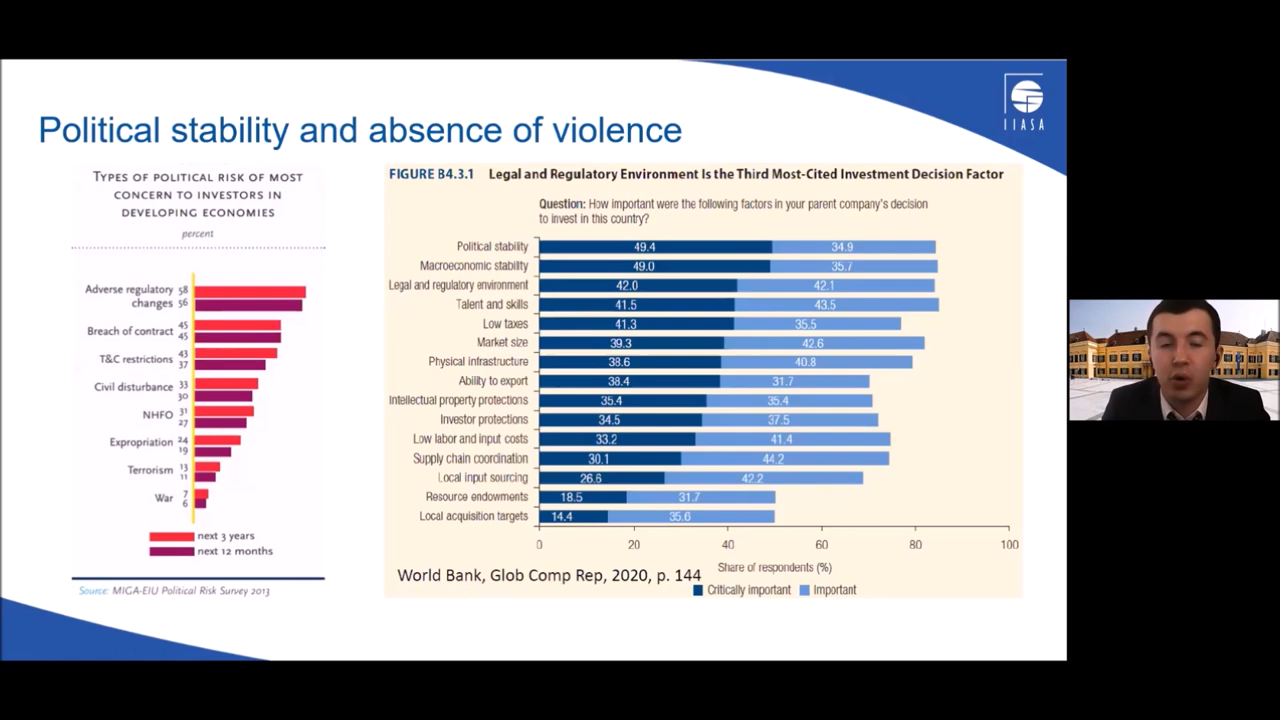 Political stability and absence of violence
IIASA
TYPES OF POLITICAL RISK OF MOST
CONCERN TO INVESTORS IN
DEVELOPING ECONOMIES
percent
Adverse regulatory 58
changes 56
Breach of contract 45
45
T&C restrictions 43
37
Civil disturbance 33
30
NHFO 31
27
Expropriation 24
19
Terrorism 13
11
War 7
6
next 3 years
next 12 months
Source: MIGA-EIU Political Risk Survey 2013
FIGURE B4.3.1 Legal and Regulatory Environment Is the Third Most-Cited Investment Decision Factor
Question: How important were the following factors in your parent company's decision
to invest in this country?
Political stability 49.4 34.9
Macroeconomic stability 49.0 35.7
Legal and regulatory environment 42.0 42.1
Talent and skills 41.5 43.5
Low taxes 41.3 35.5
Market size 39.3 42.6
Physical infrastructure 38.6 40.8
Ability to export 38.4 31.7
Intellectual property protections 35.4 35.4
Investor protections 34.5 37.5
Low labor and input costs 33.2 41.4
Supply chain coordination 30.1 44.2
Local input sourcing 26.6 42.2
Resource endowments 18.5 31.7
Local acquisition targets 14.4 35.6
0 20 40 60 80 100
Share of respondents (%)
World Bank, Glob Comp Rep, 2020, p. 144
Critically important Important